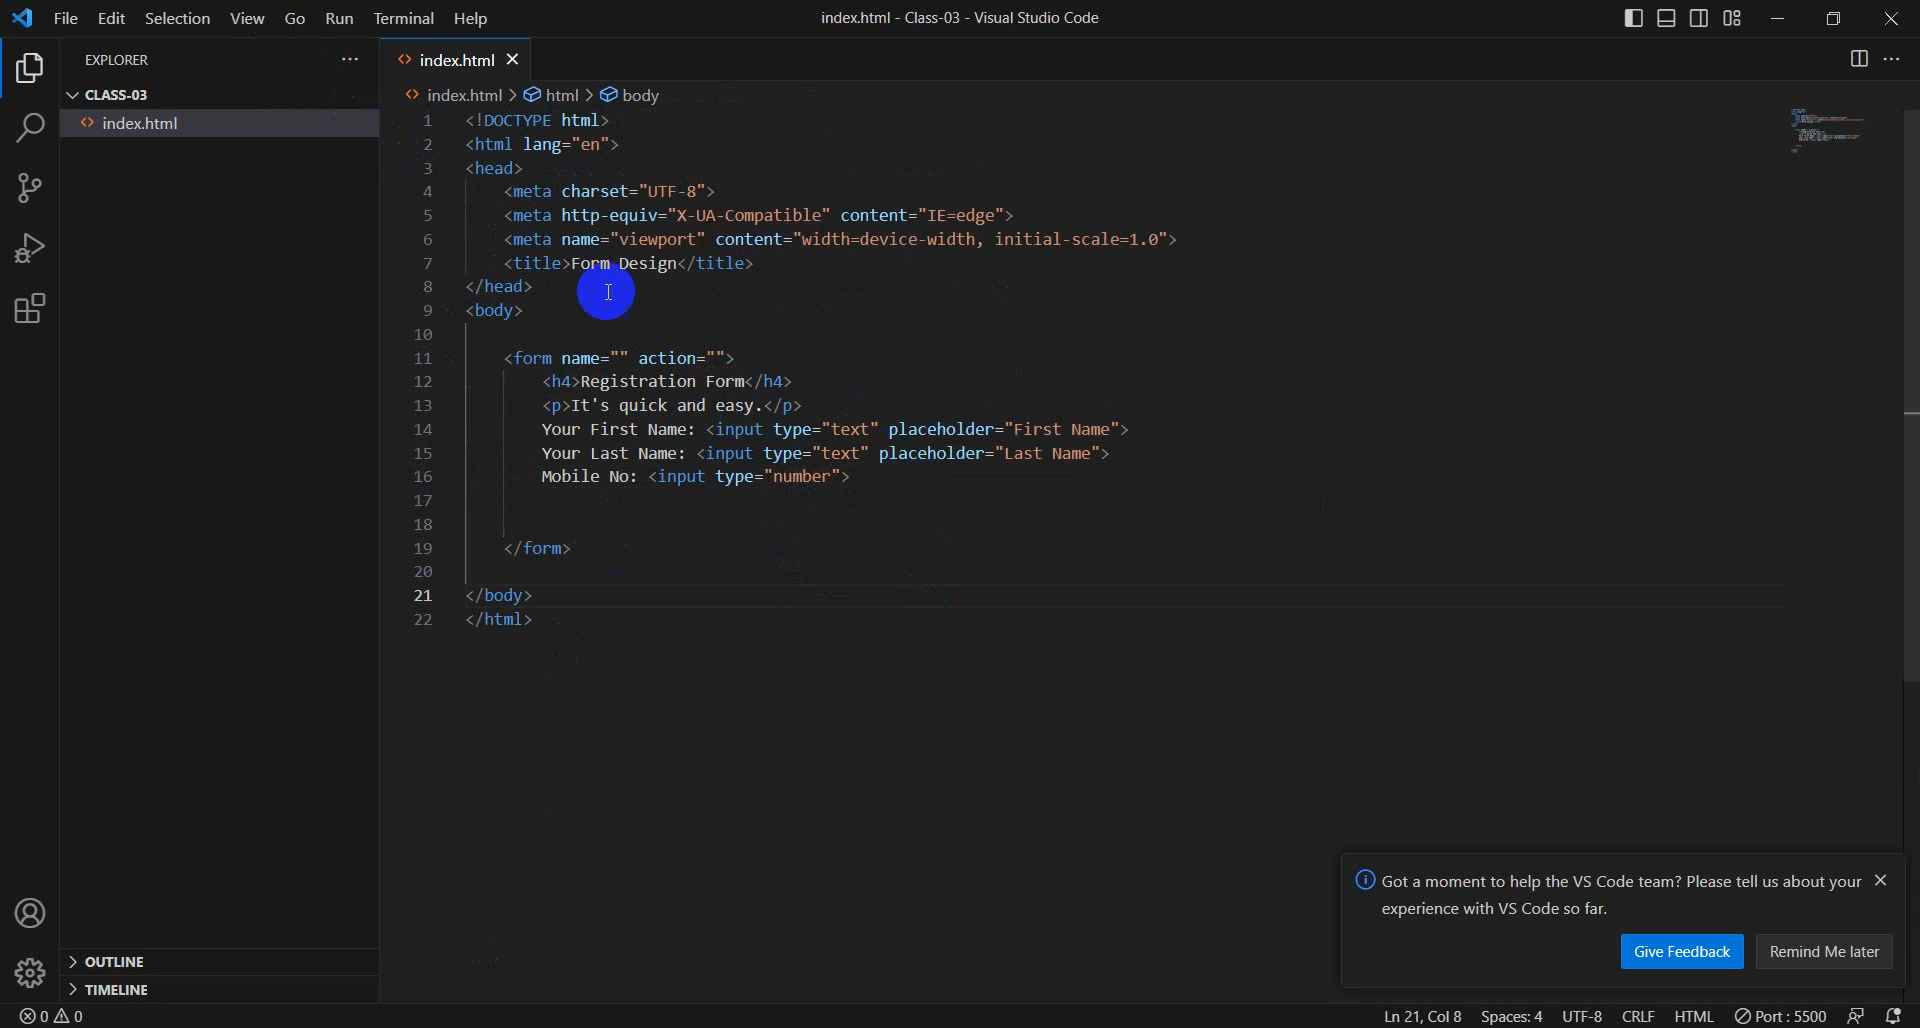 File Edit Selection View Go Run Terminal Help
index.html - Class-03 - Visual Studio Code
EXPLORER
CLASS-03
index.html
OUTLINE
TIMELINE
index.html
index.html > html > body
1 <!DOCTYPE html>
2 <html lang="en">
3 <head>
4 <meta charset="UTF-8">
5 <meta http-equiv="X-UA-Compatible" content="IE=edge">
6 <meta name="viewport" content="width=device-width, initial-scale=1.0">
7 <title>Form Design</title>
8 </head>
9 <body>
10
11 <form name="" action="">
12 <h4>Registration Form</h4>
13 <p>It's quick and easy.</p>
14 Your First Name: <input type="text" placeholder="First Name">
15 Your Last Name: <input type="text" placeholder="Last Name">
16 Mobile No: <input type="number">
17
18
19 </form>
20
21 </body>
22 </html>
Got a moment to help the VS Code team? Please tell us about your
experience with VS Code so far.
Give Feedback Remind Me later
0 0 Ln 21, Col 8 Spaces: 4 UTF-8 CRLF HTML Port : 5500